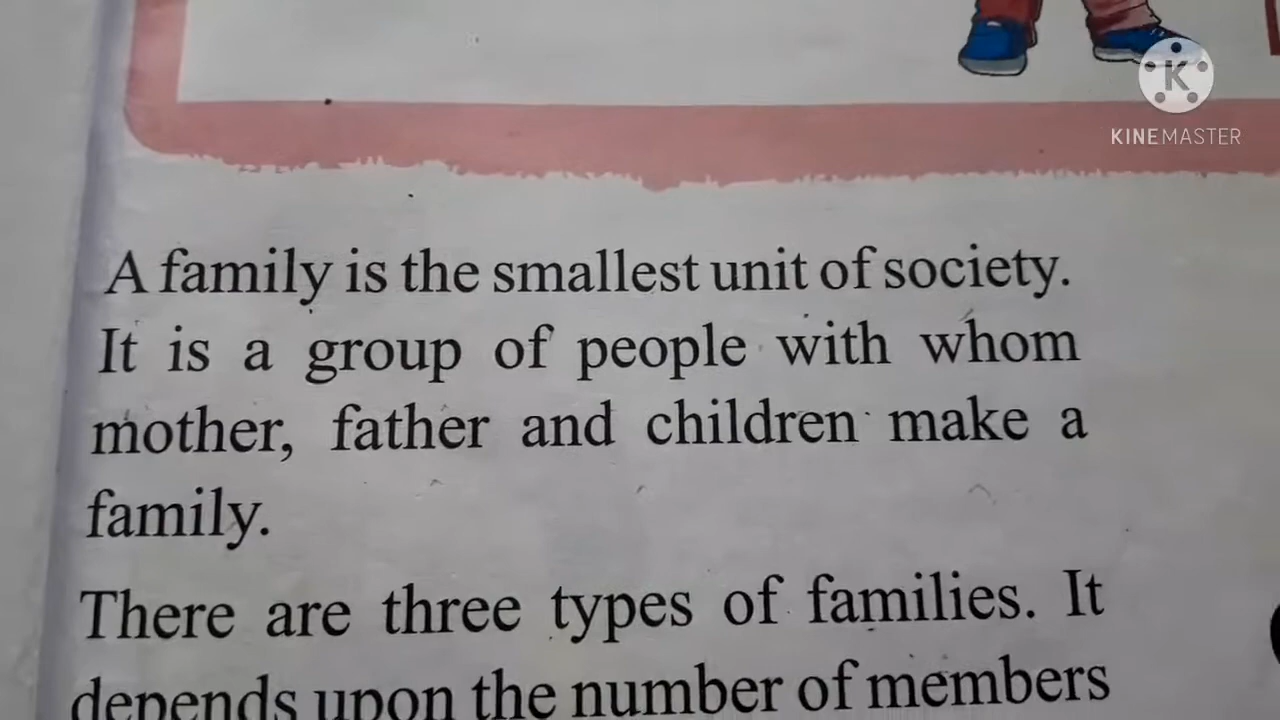 KINEMASTER
A family is the smallest unit of society.
It is a group of people with whom
mother, father and children make a
family.
There are three types of families. It
depends upon the number of members